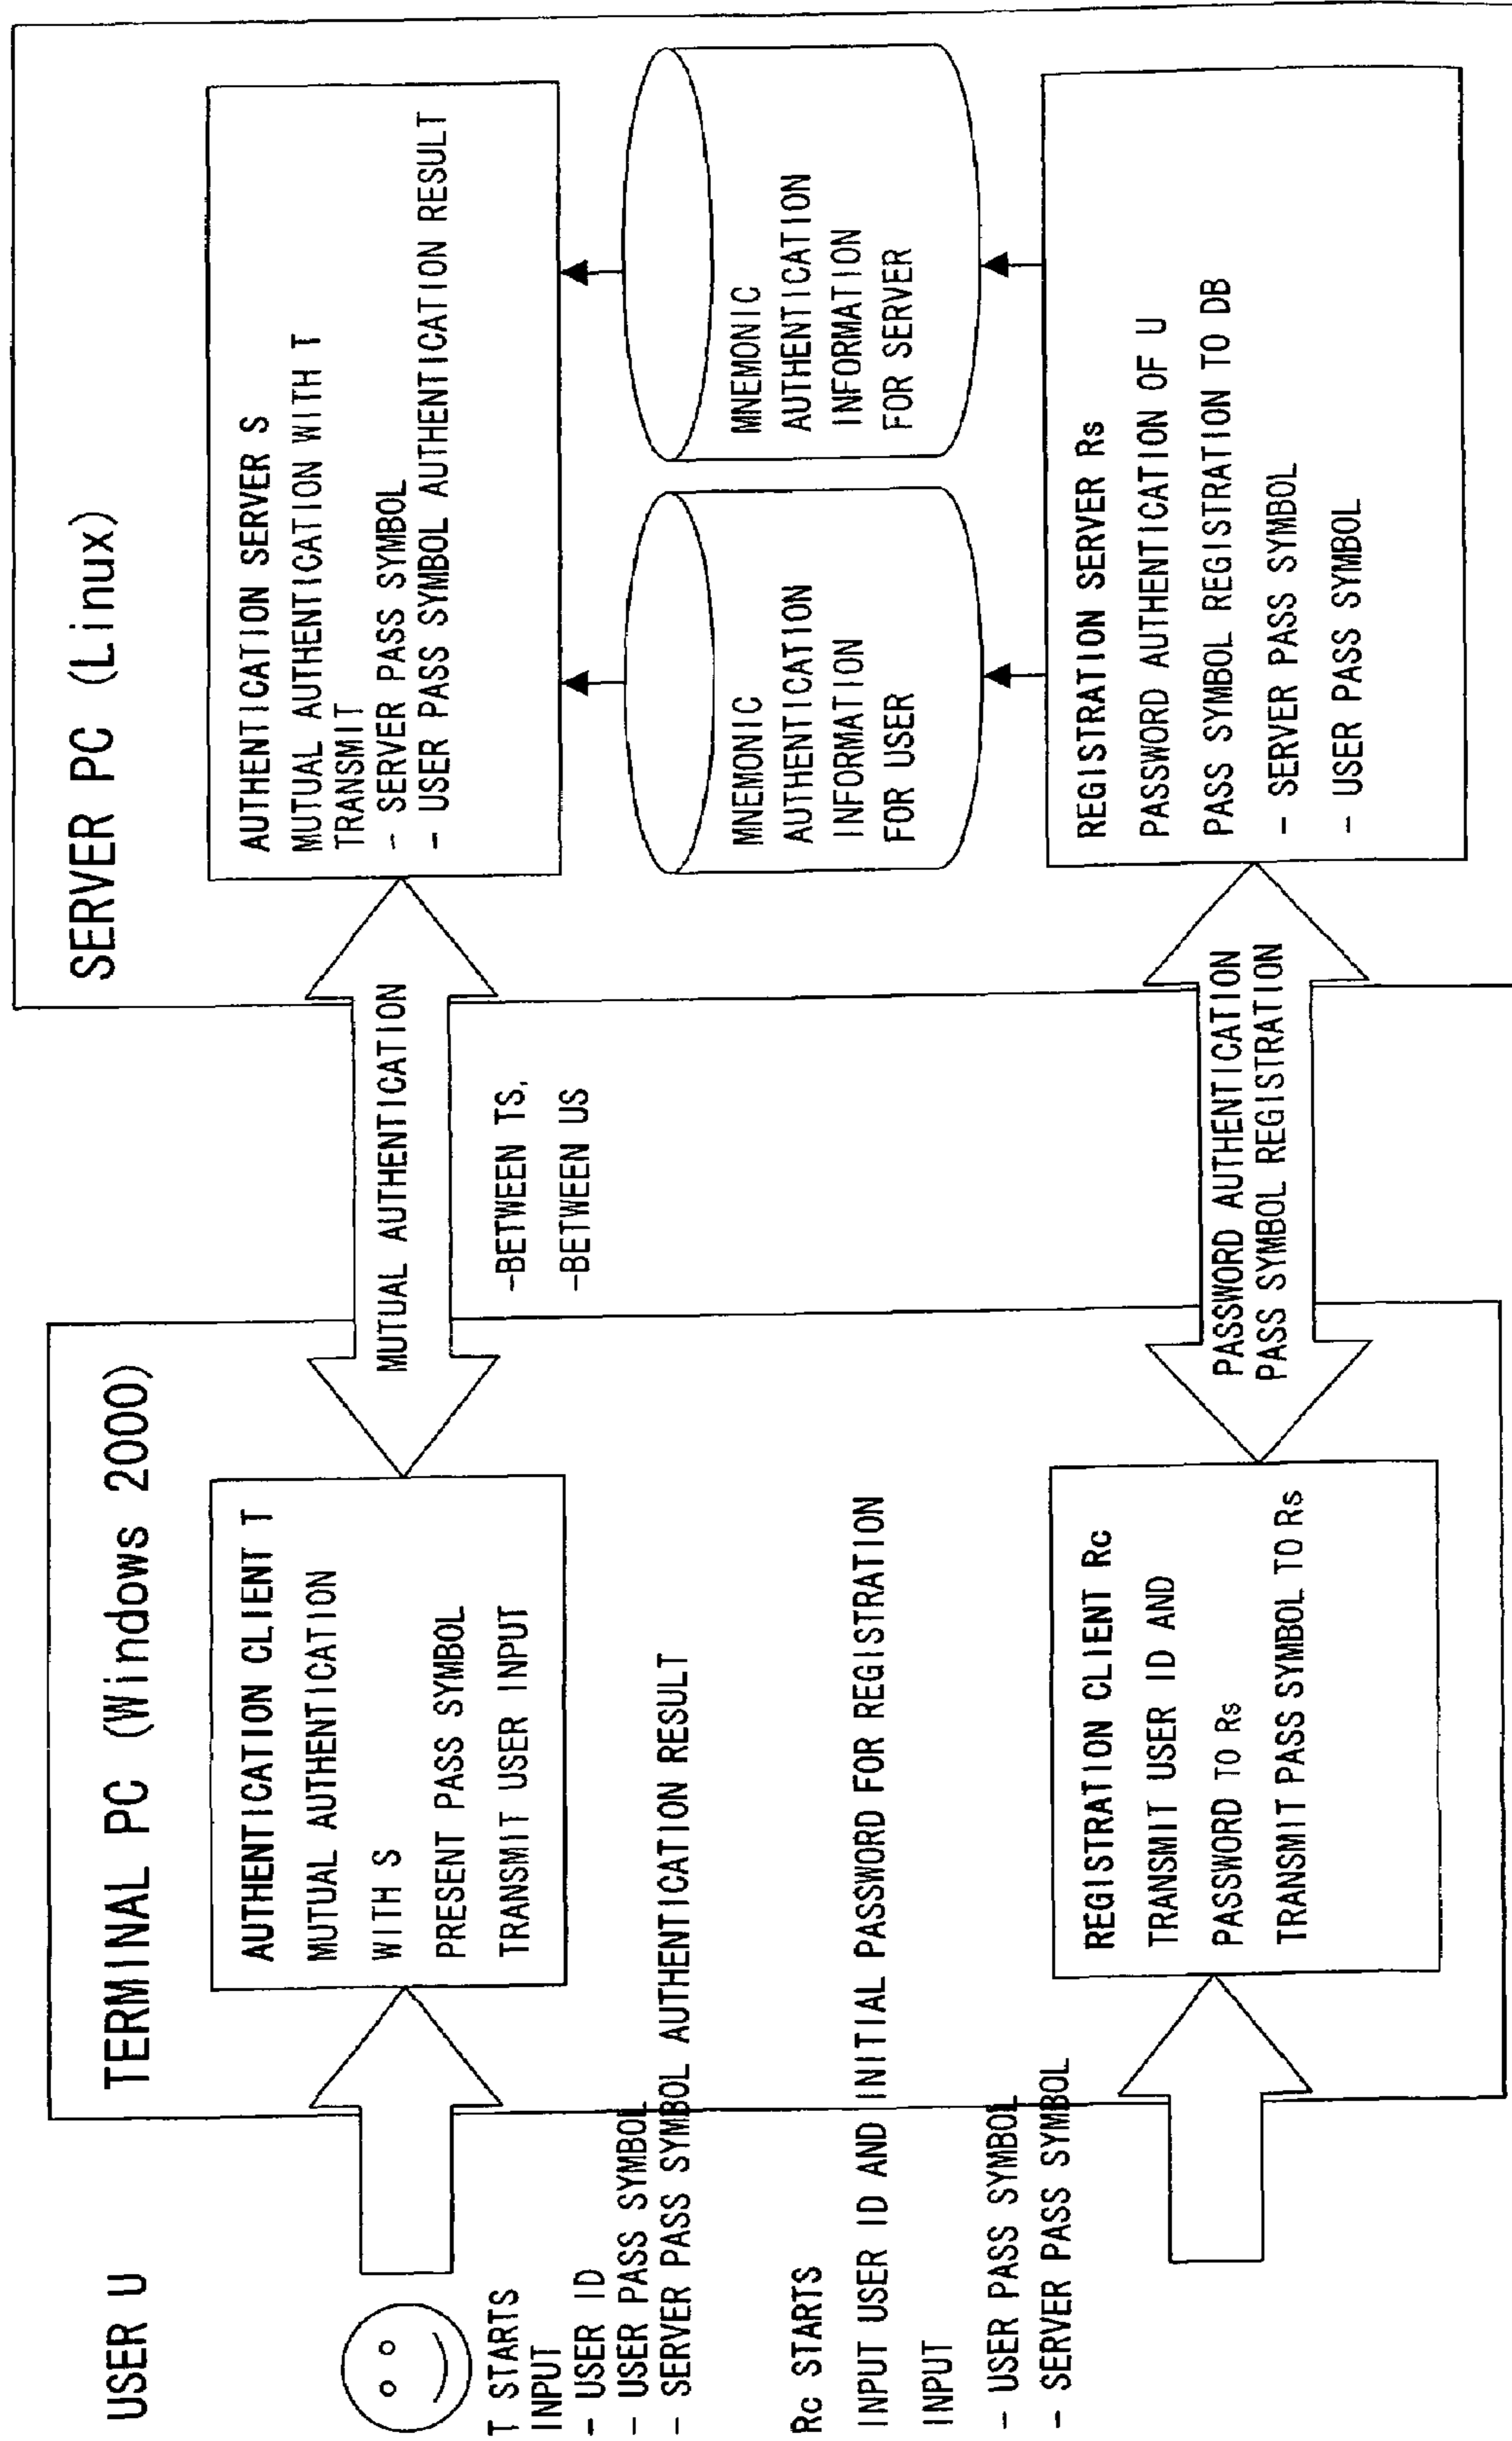 USER U
T STARTS
INPUT
- USER ID
- USER PASS SYMBOL
- SERVER PASS SYMBOL AUTHENTICATION RESULT
Rc STARTS
INPUT USER ID AND INITIAL PASSWORD FOR REGISTRATION
INPUT
- USER PASS SYMBOL
- SERVER PASS SYMBOL
TERMINAL PC (Windows 2000)
AUTHENTICATION CLIENT T
MUTUAL AUTHENTICATION
WITH S
PRESENT PASS SYMBOL
TRANSMIT USER INPUT
REGISTRATION CLIENT Rc
TRANSMIT USER ID AND
PASSWORD TO Rs
TRANSMIT PASS SYMBOL TO Rs
MUTUAL AUTHENTICATION
-BETWEEN TS,
-BETWEEN US
PASSWORD AUTHENTICATION
PASS SYMBOL REGISTRATION
SERVER PC (Linux)
AUTHENTICATION SERVER S
MUTUAL AUTHENTICATION WITH T
TRANSMIT
- SERVER PASS SYMBOL
- USER PASS SYMBOL AUTHENTICATION RESULT
MNEMONIC
AUTHENTICATION
INFORMATION
FOR USER
MNEMONIC
AUTHENTICATION
INFORMATION
FOR SERVER
REGISTRATION SERVER Rs
PASSWORD AUTHENTICATION OF U
PASS SYMBOL REGISTRATION TO DB
- SERVER PASS SYMBOL
- USER PASS SYMBOL